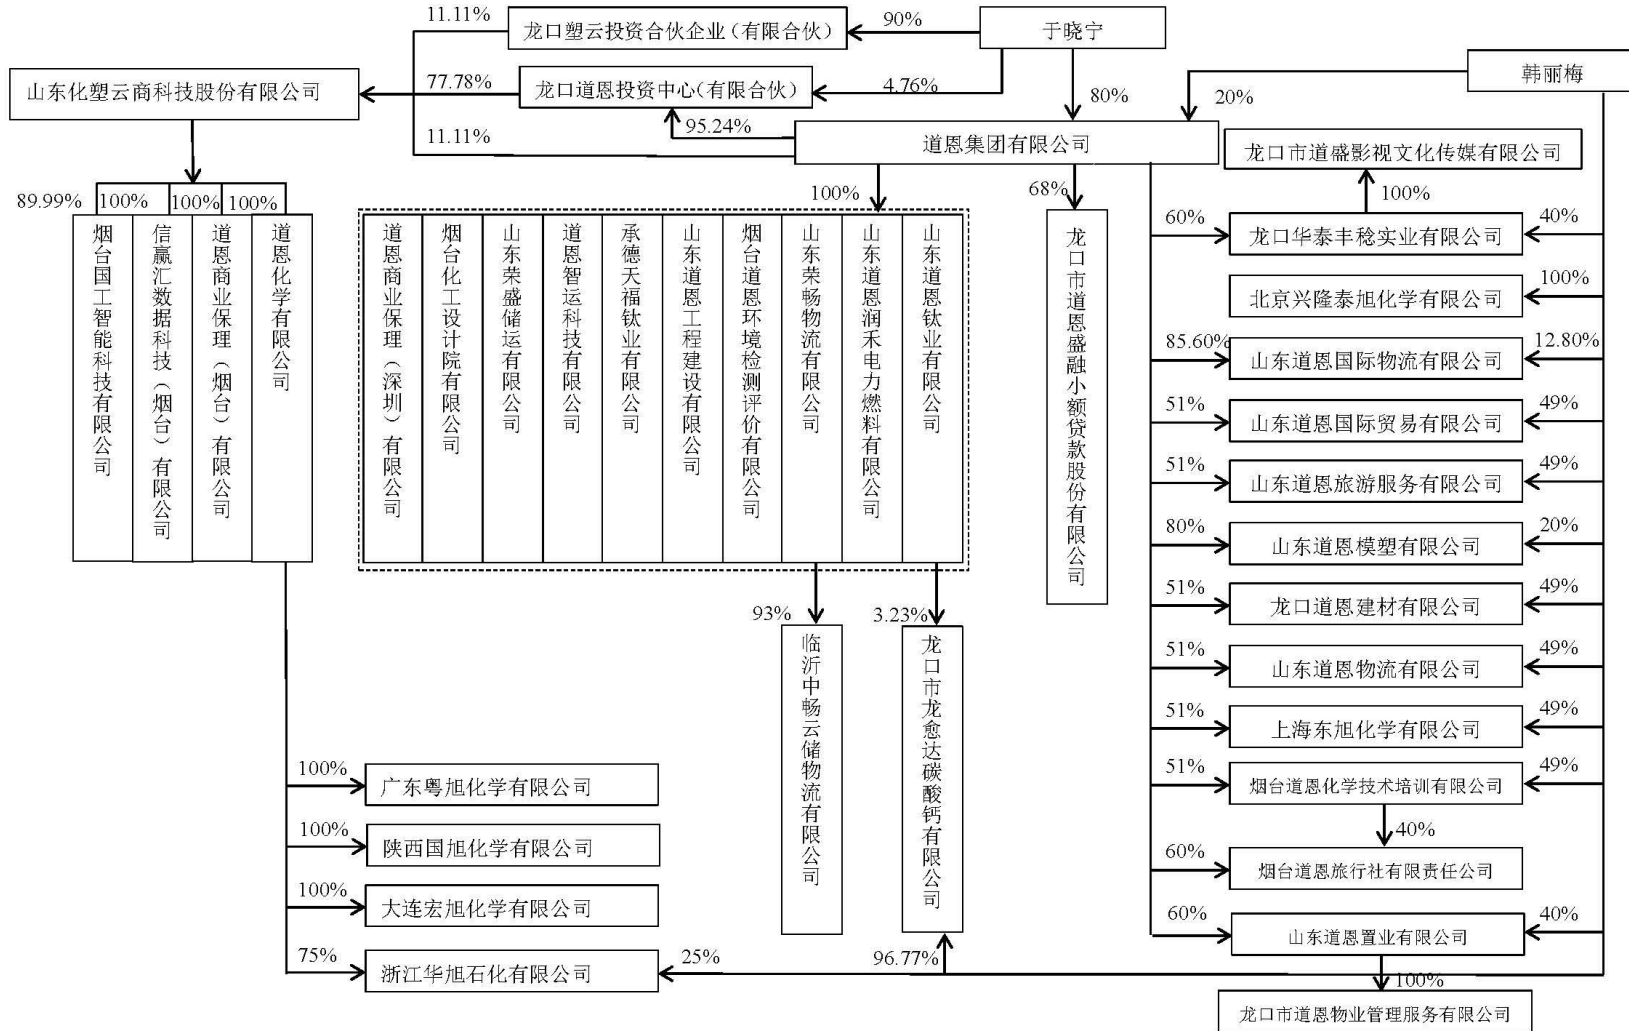 11.11%
龙口塑云投资合伙企业（有限合伙）
90%
于晓宁
韩丽梅
山东化塑云商科技股份有限公司
77.78%
龙口道恩投资中心（有限合伙）
4.76%
80%
20%
11.11%
95.24%
道恩集团有限公司
龙口市道盛影视文化传媒有限公司
89.99%
100%
100%
100%
100%
68%
100%
烟台国工智能科技有限公司
信赢汇数据科技（烟台）有限公司
道恩商业保理（烟台）有限公司
道恩化学有限公司
道恩商业保理（深圳）有限公司
烟台化工设计院有限公司
山东荣盛储运有限公司
道恩智运科技有限公司
承德天福钛业有限公司
山东道恩工程建设有限公司
烟台道恩环境检测评价有限公司
山东荣畅物流有限公司
山东道恩润禾电力燃料有限公司
山东道恩钛业有限公司
龙口市道恩盛融小额贷款股份有限公司
60%
龙口华泰丰稔实业有限公司
40%
北京兴隆泰旭化学有限公司
100%
85.60%
山东道恩国际物流有限公司
12.80%
51%
山东道恩国际贸易有限公司
49%
51%
山东道恩旅游服务有限公司
49%
80%
山东道恩模塑有限公司
20%
51%
龙口道恩建材有限公司
49%
93%
临沂中畅云储物流有限公司
3.23%
龙口市龙愈达碳酸钙有限公司
51%
山东道恩物流有限公司
49%
51%
上海东旭化学有限公司
49%
100%
广东粤旭化学有限公司
51%
烟台道恩化学技术培训有限公司
49%
100%
陕西国旭化学有限公司
40%
60%
烟台道恩旅行社有限责任公司
100%
大连宏旭化学有限公司
60%
山东道恩置业有限公司
40%
75%
浙江华旭石化有限公司
25%
96.77%
100%
龙口市道恩物业管理服务有限公司